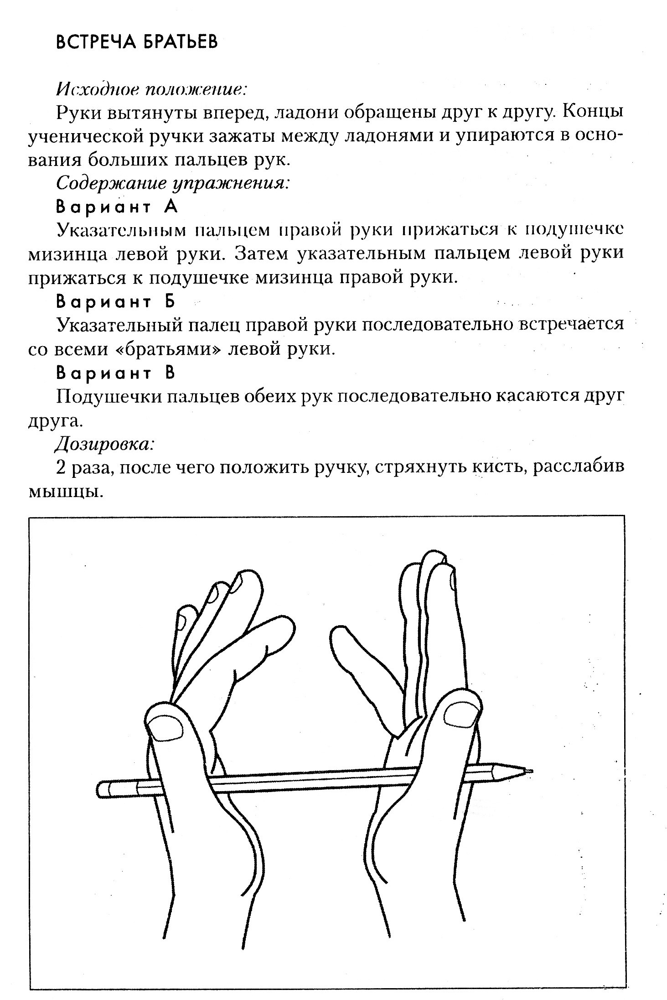 ВСТРЕЧА БРАТЬЕВ
Исходное положение:
Руки вытянуты вперед, ладони обращены друг к другу. Концы
ученической ручки зажаты между ладонями и упираются в осно-
вания больших пальцев рук.
Содержание упражнения:
Вариант А
Указательным пальцем правой руки прижаться к подушечке
мизинца левой руки. Затем указательным пальцем левой руки
прижаться к подушечке мизинца правой руки.
Вариант Б
Указательный палец правой руки последовательно встречается
со всеми «братьями» левой руки.
Вариант В
Подушечки пальцев обеих рук последовательно касаются друг
друга.
Дозировка:
2 раза, после чего положить ручку, стряхнуть кисть, расслабив
мышцы.